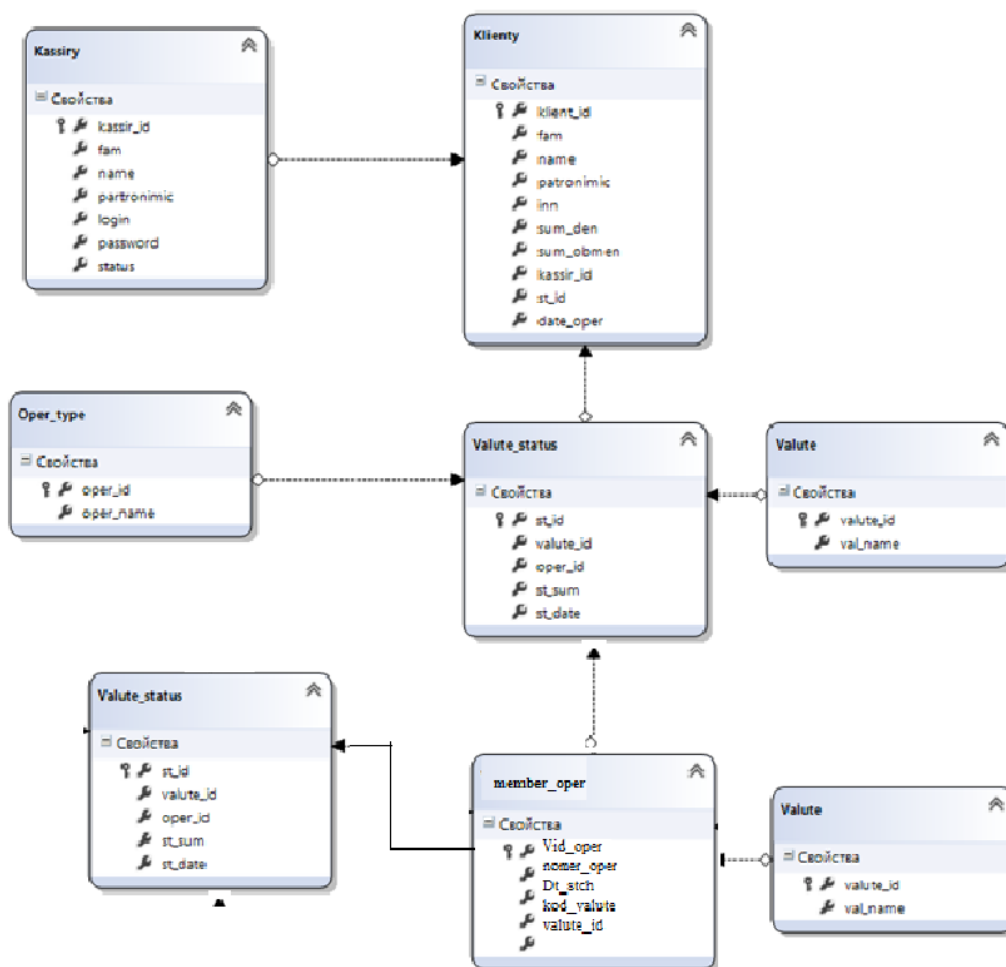 Kassiry
Свойства
kassir_id
fam
name
partronimic
login
password
status
Klienty
Свойства
klient_id
fam
name
patronimic
inn
sum_den
sum_obmen
kassir_id
st_id
date_oper
Oper_type
Свойства
oper_id
oper_name
Valute_status
Свойства
st_id
valute_id
oper_id
st_sum
st_date
Valute
Свойства
valute_id
val_name
Valute_status
Свойства
st_id
valute_id
oper_id
st_sum
st_date
member_oper
Свойства
Vid_oper
nomer_oper
Dt_stch
kod_valute
valute_id
Valute
Свойства
valute_id
val_name